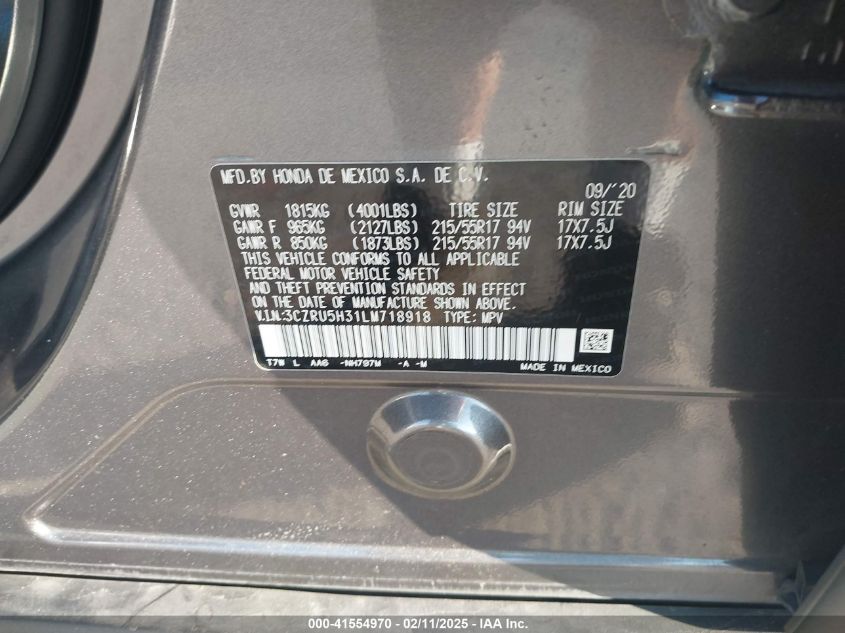 MFD.BY HONDA DE MEXICO S.A. DE C.V.
09/'20
GVWR 1815KG (4001LBS) TIRE SIZE RIM SIZE
GAWR F 965KG (2127LBS) 215/55R17 94V 17X7.5J
GAWR R 850KG (1873LBS) 215/55R17 94V 17X7.5J
THIS VEHICLE CONFORMS TO ALL APPLICABLE
FEDERAL MOTOR VEHICLE SAFETY
AND THEFT PREVENTION STANDARDS IN EFFECT
ON THE DATE OF MANUFACTURE SHOWN ABOVE.
V.I.N:3CZRU5H31LM718918 TYPE: MPV
T7W L AA6 -NH797M -A -M MADE IN MEXICO
000-41554970 - 02/11/2025 - IAA Inc.